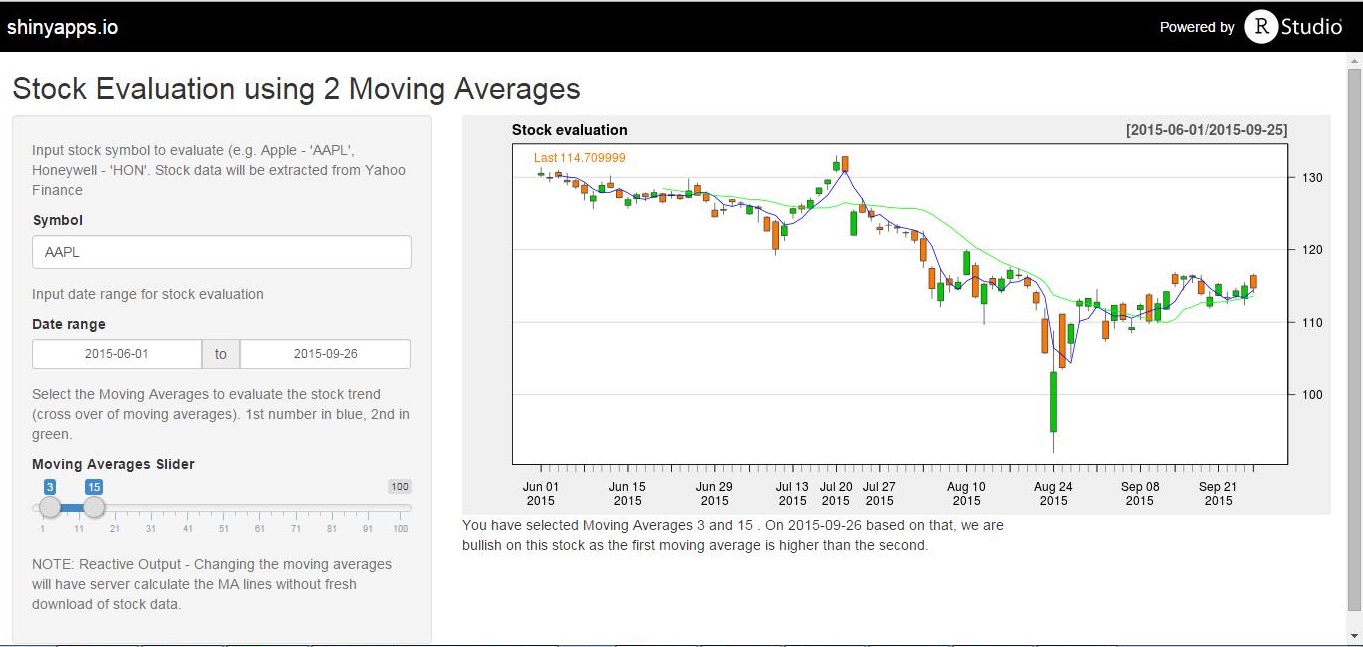 shinyapps.io
Powered by R Studio
Stock Evaluation using 2 Moving Averages
Input stock symbol to evaluate (e.g. Apple - 'AAPL',
Honeywell - 'HON'. Stock data will be extracted from Yahoo
Finance
Symbol
AAPL
Input date range for stock evaluation
Date range
2015-06-01 to 2015-09-26
Select the Moving Averages to evaluate the stock trend
(cross over of moving averages). 1st number in blue, 2nd in
green.
Moving Averages Slider
3 15 100
1 11 21 31 41 51 61 71 81 91 100
NOTE: Reactive Output - Changing the moving averages
will have server calculate the MA lines without fresh
download of stock data.
Stock evaluation [2015-06-01/2015-09-25]
Last 114.709999
130
120
110
100
Jun 01 Jun 15 Jun 29 Jul 13 Jul 20 Jul 27 Aug 10 Aug 24 Sep 08 Sep 21
2015 2015 2015 2015 2015 2015 2015 2015 2015 2015
You have selected Moving Averages 3 and 15 . On 2015-09-26 based on that, we are
bullish on this stock as the first moving average is higher than the second.